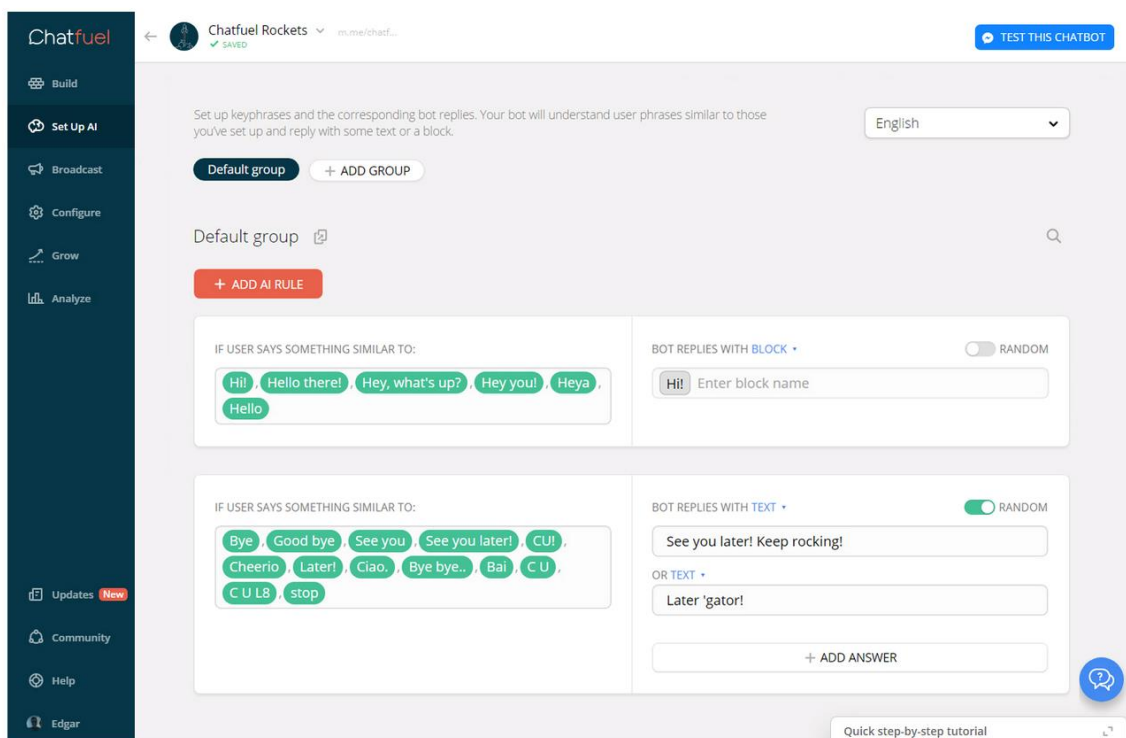 Chatfuel
Chatfuel Rockets
m.me/chatf...
SAVED
TEST THIS CHATBOT
Build
Set Up AI
Broadcast
Configure
Grow
Analyze
Updates New
Community
Help
Edgar
Set up keyphrases and the corresponding bot replies. Your bot will understand user phrases similar to those
you've set up and reply with some text or a block.
English
Default group
+ ADD GROUP
Default group
+ ADD AI RULE
IF USER SAYS SOMETHING SIMILAR TO:
Hi! , Hello there! , Hey, what's up? , Hey you! , Heya ,
Hello
BOT REPLIES WITH BLOCK
RANDOM
Hi! Enter block name
IF USER SAYS SOMETHING SIMILAR TO:
Bye , Good bye , See you , See you later! , CU! ,
Cheerio , Later! , Ciao. , Bye bye.. , Bai , C U ,
C U L8 , stop
BOT REPLIES WITH TEXT
RANDOM
See you later! Keep rocking!
OR TEXT
Later 'gator!
+ ADD ANSWER
Quick step-by-step tutorial